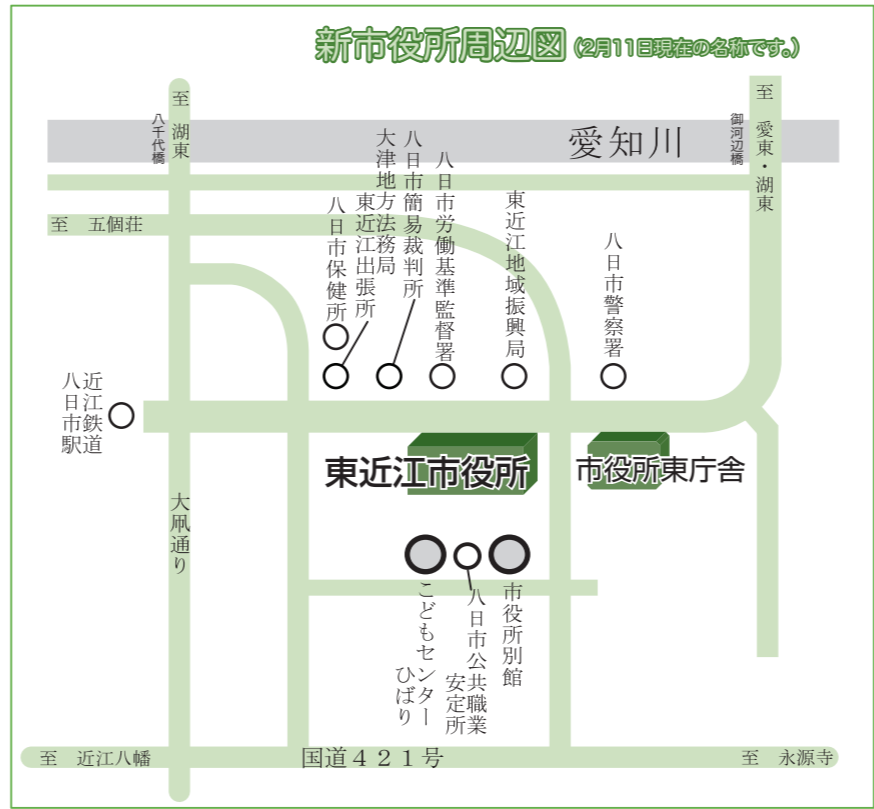 新市役所周辺図(2月11日現在の名称です。)
至　湖東
八千代橋
愛知川
御河辺橋
至　愛東・湖東
至　五個荘
八日市保健所
大津地方法務局
東近江出張所
八日市簡易裁判所
八日市労働基準監督署
東近江地域振興局
八日市警察署
近江鉄道
八日市駅
東近江市役所
市役所東庁舎
大凧通り
こどもセンター
ひばり
八日市公共職業
安定所
市役所別館
至　近江八幡
国道４２１号
至　永源寺